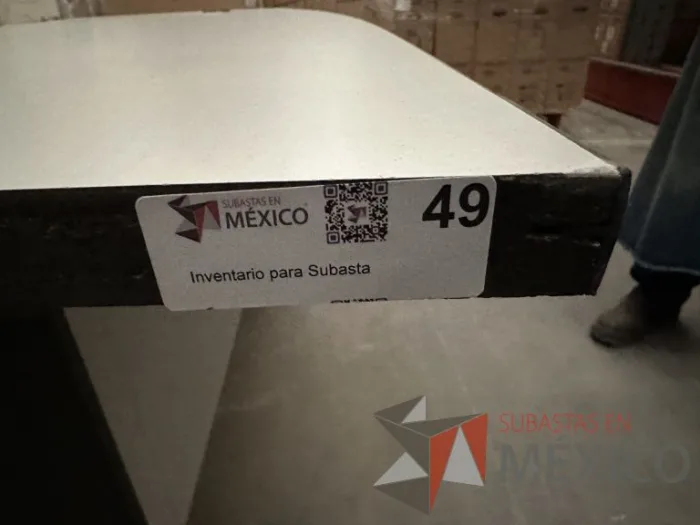 SUBASTAS EN
MÉXICO
49
Inventario para Subasta
SUBASTAS EN
MÉXICO